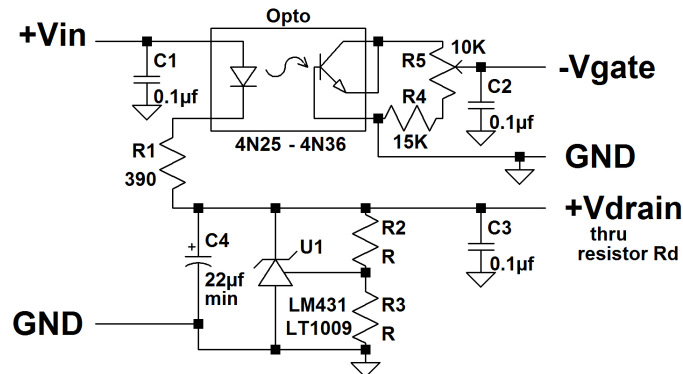 Opto
+Vin
C1
0.1µf
R5
10K
-Vgate
C2
0.1µf
R4
15K
4N25 - 4N36
R1
390
GND
+Vdrain
thru
resistor Rd
C3
0.1µf
R2
R
+
C4
22µf
min
U1
LM431
LT1009
R3
R
GND